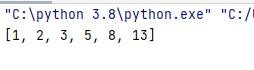 "C:\python 3.8\python.exe" "C:/
[1, 2, 3, 5, 8, 13]